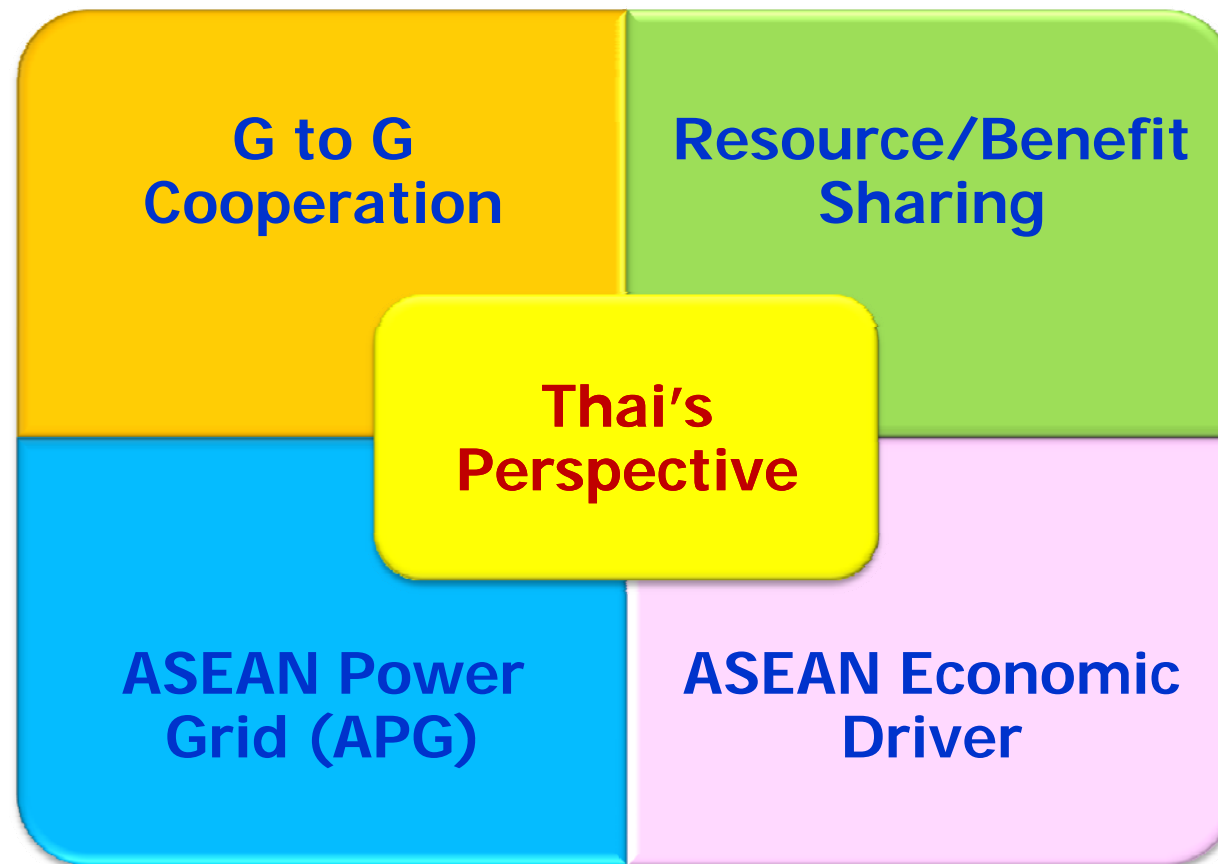 G to G
Cooperation
Resource/Benefit
Sharing
Thai's
Perspective
ASEAN Power
Grid (APG)
ASEAN Economic
Driver